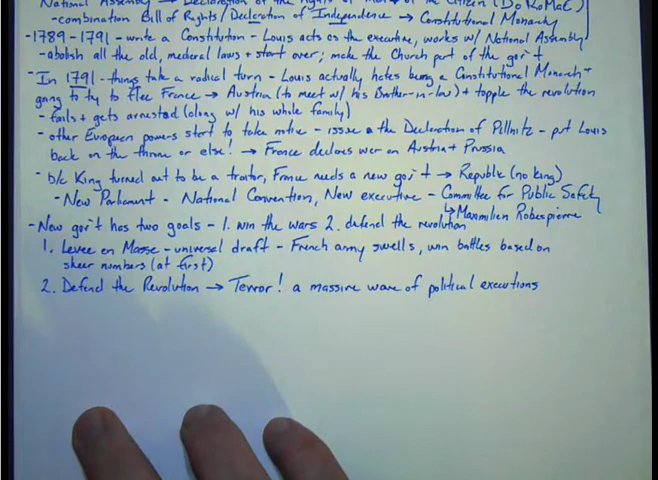 National Assembly → Declaration of the Rights of Man of the Citizen (DoRoMaC)
-combination Bill of Rights/Declaration of Independence → Constitutional Monarchy
-1789-1791 - write a Constitution - Louis acts as the executive, works w/ National Assembly
-abolish all the old, medieval laws + start over; make the Church part of the gov't
-In 1791 - things take a radical turn - Louis actually hates being a Constitutional Monarch +
going to try to flee France → Austria (to meet w/ his Brother-in-law) + topple the revolution
- fails + gets arrested (along w/ his whole family)
- other European powers start to take notice - issue the Declaration of Pillnitz - put Louis
back on the throne or else! → France declares war on Austria + Prussia
- b/c King turned out to be a traitor, France needs a new gov't → Republic (no king)
- New Parliament - National Convention, New executive - Committee for Public Safety
↳ Maximilien Robespierre
- New gov't has two goals - 1. win the wars 2. defend the revolution
1. Levee en Masse - universal draft - French army swells, win battles based on
sheer numbers (at first)
2. Defend the Revolution → Terror! a massive wave of political executions